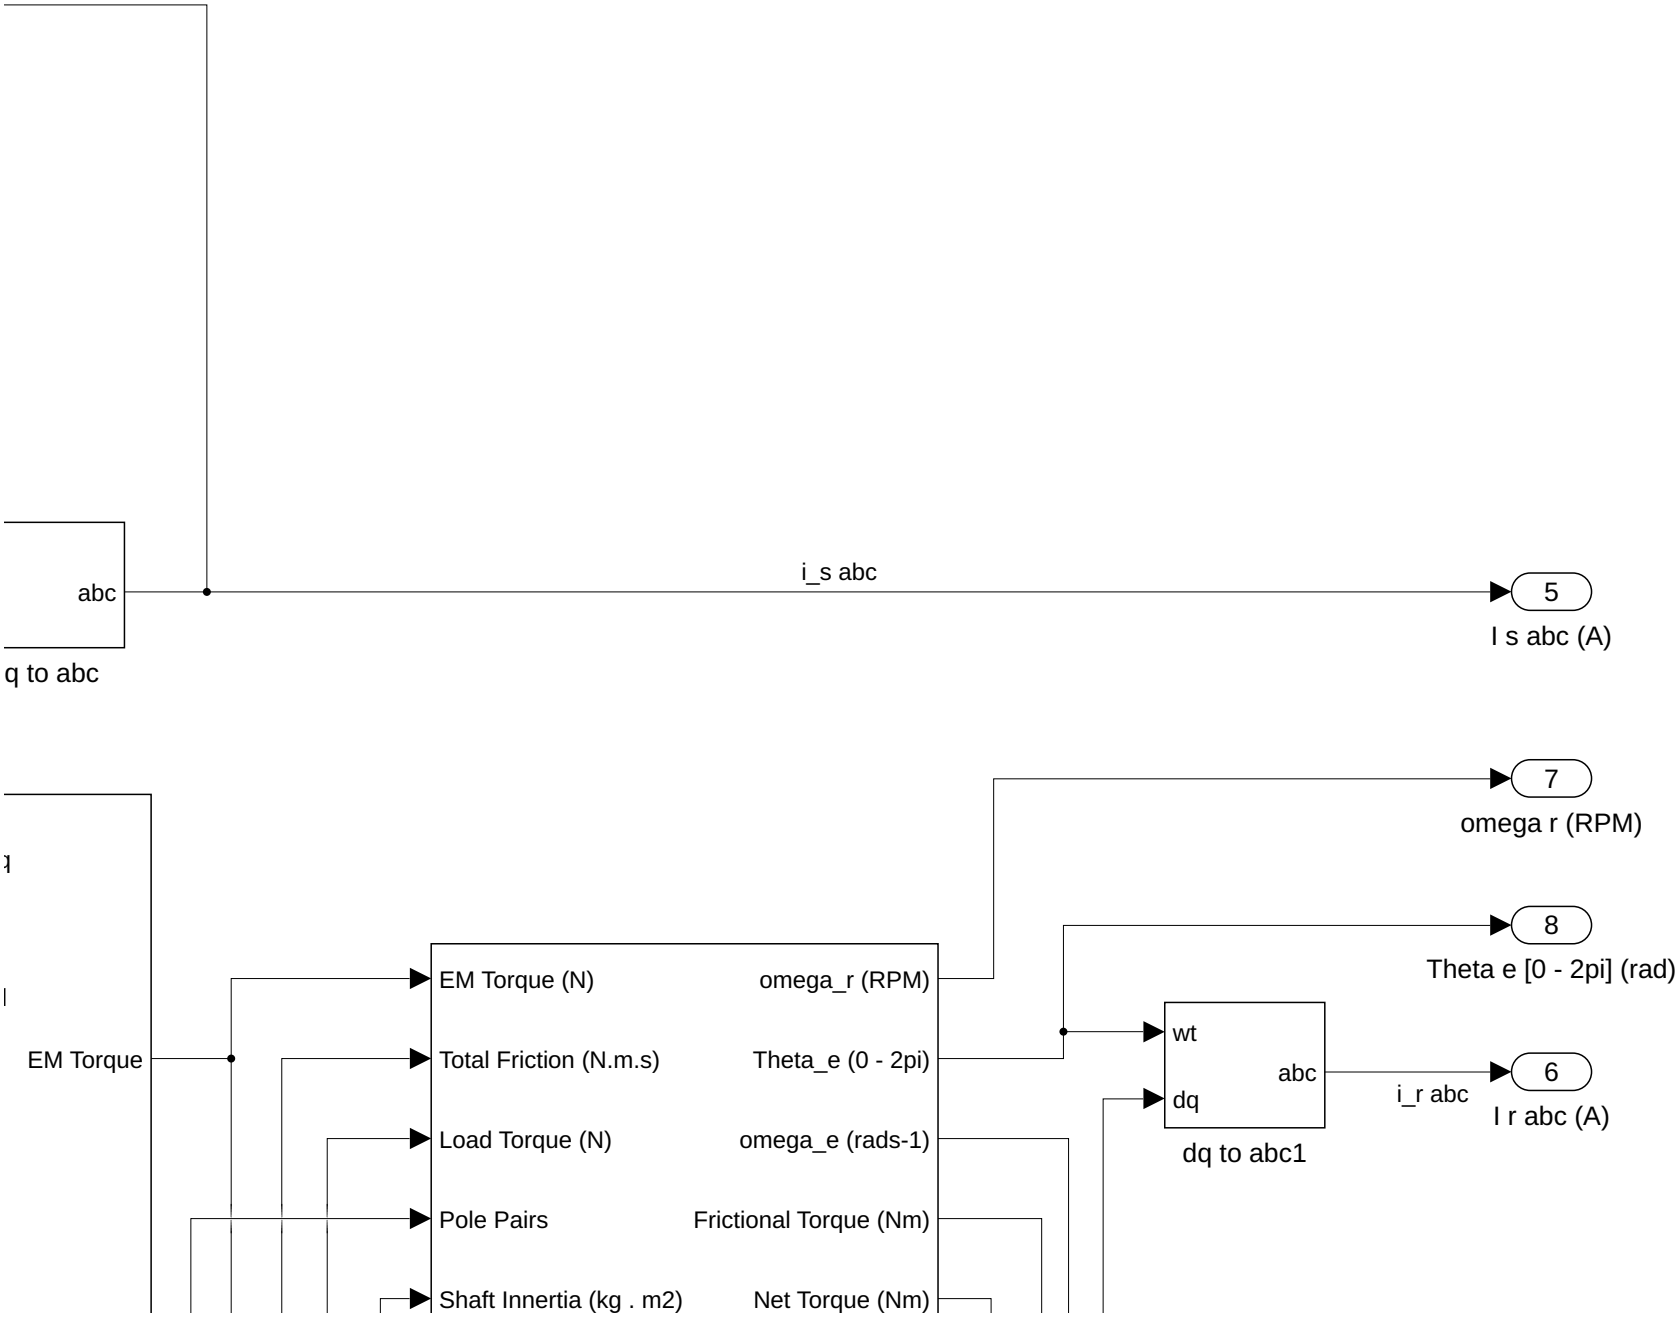 i_s abc
abc
5
I s abc (A)
q to abc
7
omega r (RPM)
8
Theta e [0 - 2pi] (rad)
EM Torque (N)
omega_r (RPM)
wt
EM Torque
Total Friction (N.m.s)
Theta_e (0 - 2pi)
abc
6
dq
i_r abc
I r abc (A)
Load Torque (N)
omega_e (rads-1)
dq to abc1
Pole Pairs
Frictional Torque (Nm)
Shaft Innertia (kg . m2)
Net Torque (Nm)